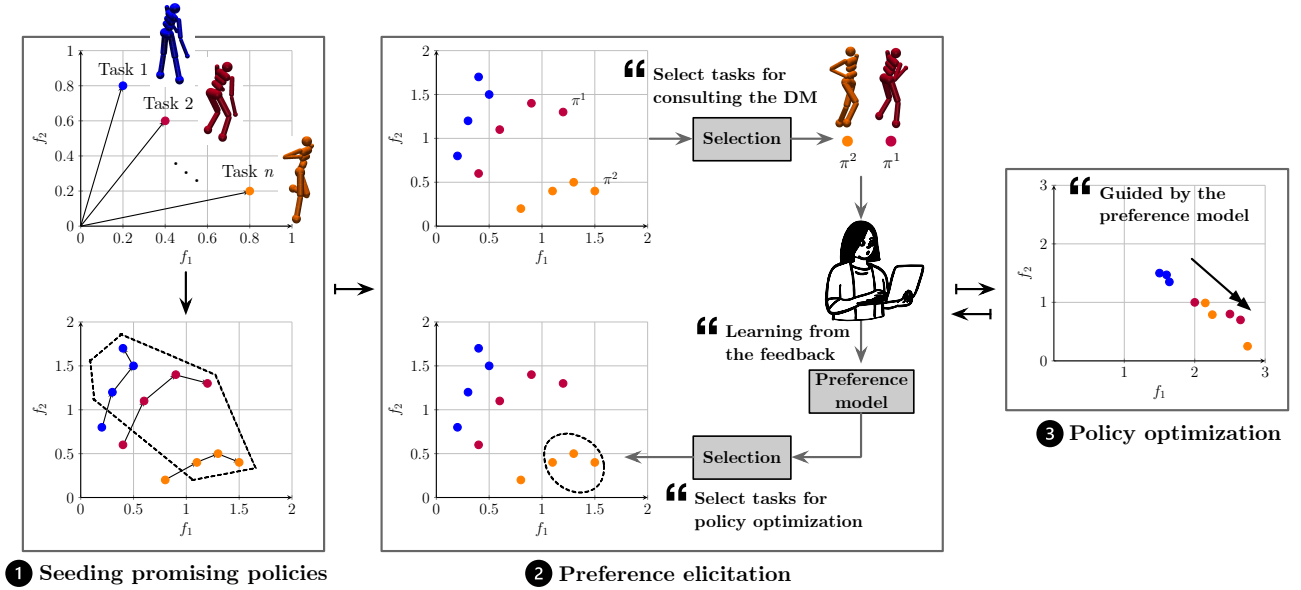 1
0.8
0.6
0.4
0.2
0
0 0.2 0.4 0.6 0.8 1
f₂
f₁
Task 1
Task 2
Task n
2
1.5
1
0.5
0
0 0.5 1 1.5 2
f₂
f₁
❶ Seeding promising policies
2
1.5
1
0.5
0
0 0.5 1 1.5 2
f₂
f₁
π¹
π²
❝ Select tasks for
consulting the DM
Selection
π² π¹
❝ Learning from
the feedback
Preference
model
Selection
❝ Select tasks for
policy optimization
2
1.5
1
0.5
0
0 0.5 1 1.5 2
f₂
f₁
❷ Preference elicitation
3
2
1
0
1 2 3
f₂
f₁
❝ Guided by the
preference model
❸ Policy optimization